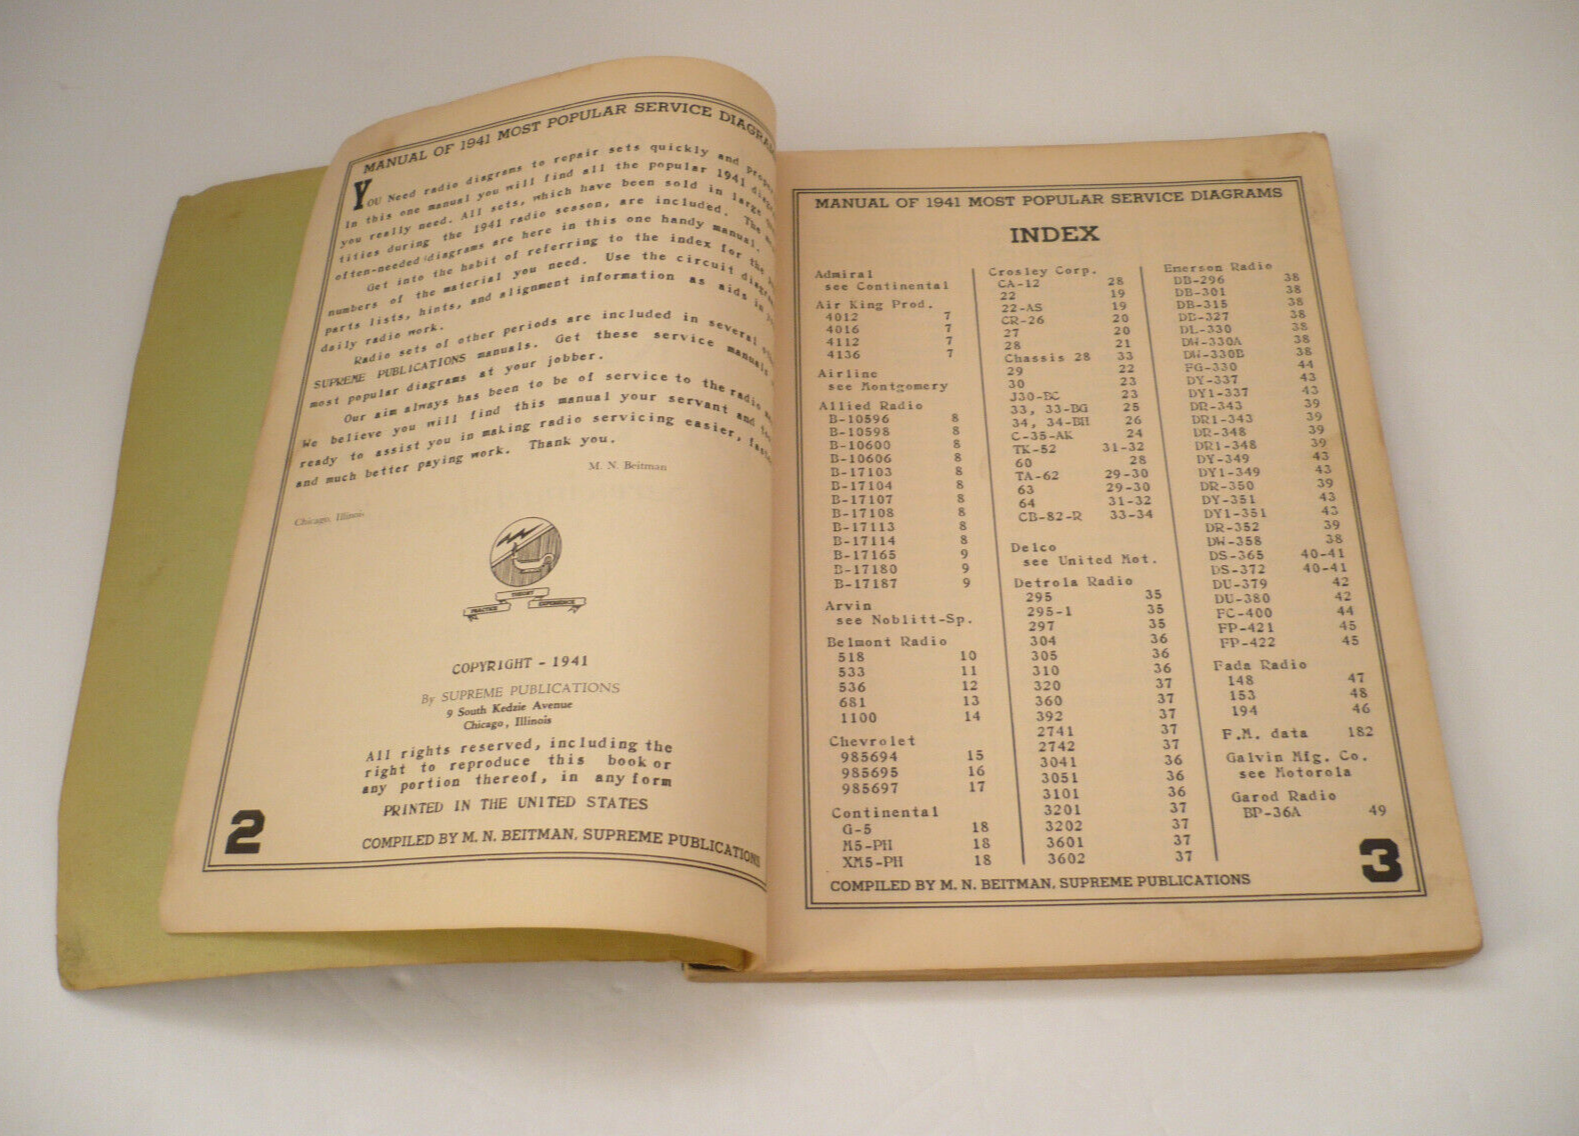 MANUAL OF 1941 MOST POPULAR SERVICE DIAGRAMS
YOU Need radio diagrams to repair sets quickly and
In this one manual you will find all the popular 1941
you really need. All sets, which have been sold in large
tities during the 1941 radio season, are included. The
often-needed diagrams are here in this one handy manual.
Get into the habit of referring to the index for the
numbers of the material you need. Use the circuit
parts lists, hints, and alignment information as aids in
daily radio work.
Radio sets of other periods are included in several
SUPREME PUBLICATIONS manuals. Get these service manuals
most popular diagrams at your jobber.
Our aim always has been to be of service to the radio
We believe you will find this manual your servant and
ready to assist you in making radio servicing easier,
and much better paying work. Thank you.
M. N. Beitman
Chicago, Illinois
THEORY
PRACTICE EXPERIENCE
COPYRIGHT - 1941
By SUPREME PUBLICATIONS
9 South Kedzie Avenue
Chicago, Illinois
All rights reserved, including the
right to reproduce this book or
any portion thereof, in any form
PRINTED IN THE UNITED STATES
2
COMPILED BY M. N. BEITMAN, SUPREME PUBLICATIONS
MANUAL OF 1941 MOST POPULAR SERVICE DIAGRAMS
INDEX
Admiral
see Continental
Air King Prod.
4012 7
4016 7
4112 7
4136 7
Airline
see Montgomery
Allied Radio
B-10596 8
B-10598 8
B-10600 8
B-10606 8
B-17103 8
B-17104 8
B-17107 8
B-17108 8
B-17113 8
B-17114 8
B-17165 9
B-17180 9
B-17187 9
Arvin
see Noblitt-Sp.
Belmont Radio
518 10
533 11
536 12
681 13
1100 14
Chevrolet
985694 15
985695 16
985697 17
Continental
G-5 18
M5-PH 18
XM5-PH 18
Crosley Corp.
CA-12 28
22 19
22-AS 19
CR-26 20
27 20
28 21
Chassis 28 33
29 22
30 23
J30-BC 23
33, 33-BG 25
34, 34-BH 26
C-35-AK 24
TK-52 31-32
60 28
TA-62 29-30
63 29-30
64 31-32
CB-82-R 33-34
Delco
see United Mot.
Detrola Radio
295 35
295-1 35
297 35
304 36
305 36
310 36
320 37
360 37
392 37
2741 37
2742 37
3041 36
3051 36
3101 36
3201 37
3202 37
3601 37
3602 37
Emerson Radio
DB-296 38
DB-301 38
DB-315 38
DB-327 38
DL-330 38
DW-330A 38
DW-330B 38
FG-330 44
DY-337 43
DY1-337 43
DR-343 39
DR1-343 39
DR-348 39
DR1-348 39
DY-349 43
DY1-349 43
DR-350 39
DY-351 43
DY1-351 43
DR-352 39
DW-358 38
DS-365 40-41
DS-372 40-41
DU-379 42
DU-380 42
FC-400 44
FP-421 45
FP-422 45
Fada Radio
148 47
153 48
194 46
F.M. data 182
Galvin Mfg. Co.
see Motorola
Garod Radio
BP-36A 49
3
COMPILED BY M. N. BEITMAN, SUPREME PUBLICATIONS